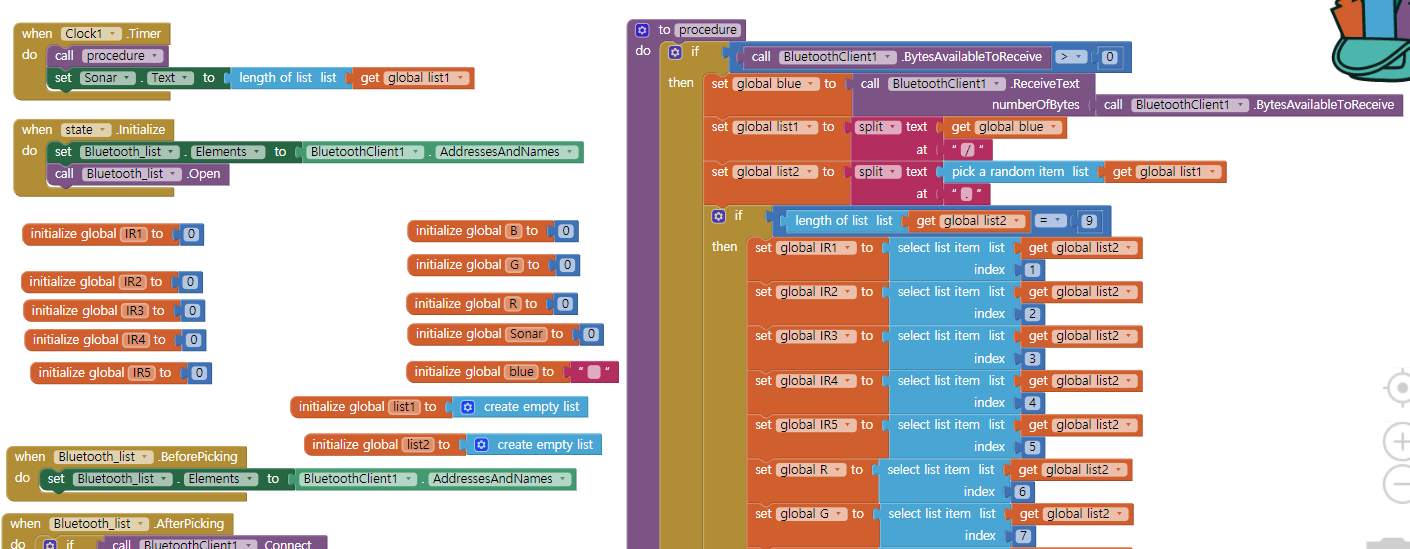 when Clock1 .Timer
do call procedure
set Sonar . Text to length of list list get global list1
when state .Initialize
do set Bluetooth_list . Elements to BluetoothClient1 . AddressesAndNames
call Bluetooth_list .Open
initialize global IR1 to 0
initialize global IR2 to 0
initialize global IR3 to 0
initialize global IR4 to 0
initialize global IR5 to 0
initialize global B to 0
initialize global G to 0
initialize global R to 0
initialize global Sonar to 0
initialize global blue to " "
initialize global list1 to create empty list
initialize global list2 to create empty list
when Bluetooth_list .BeforePicking
do set Bluetooth_list . Elements to BluetoothClient1 . AddressesAndNames
when Bluetooth_list .AfterPicking
do if call BluetoothClient1 .Connect
to procedure
do if call BluetoothClient1 .BytesAvailableToReceive > 0
then set global blue to call BluetoothClient1 .ReceiveText
numberOfBytes call BluetoothClient1 .BytesAvailableToReceive
set global list1 to split text get global blue
at " / "
set global list2 to split text pick a random item list get global list1
at " . "
if length of list list get global list2 = 9
then set global IR1 to select list item list get global list2
index 1
set global IR2 to select list item list get global list2
index 2
set global IR3 to select list item list get global list2
index 3
set global IR4 to select list item list get global list2
index 4
set global IR5 to select list item list get global list2
index 5
set global R to select list item list get global list2
index 6
set global G to select list item list get global list2
index 7